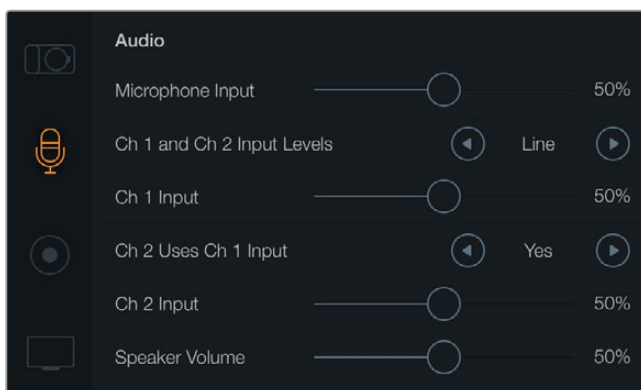 Audio
Microphone Input 50%
Ch 1 and Ch 2 Input Levels Line
Ch 1 Input 50%
Ch 2 Uses Ch 1 Input Yes
Ch 2 Input 50%
Speaker Volume 50%